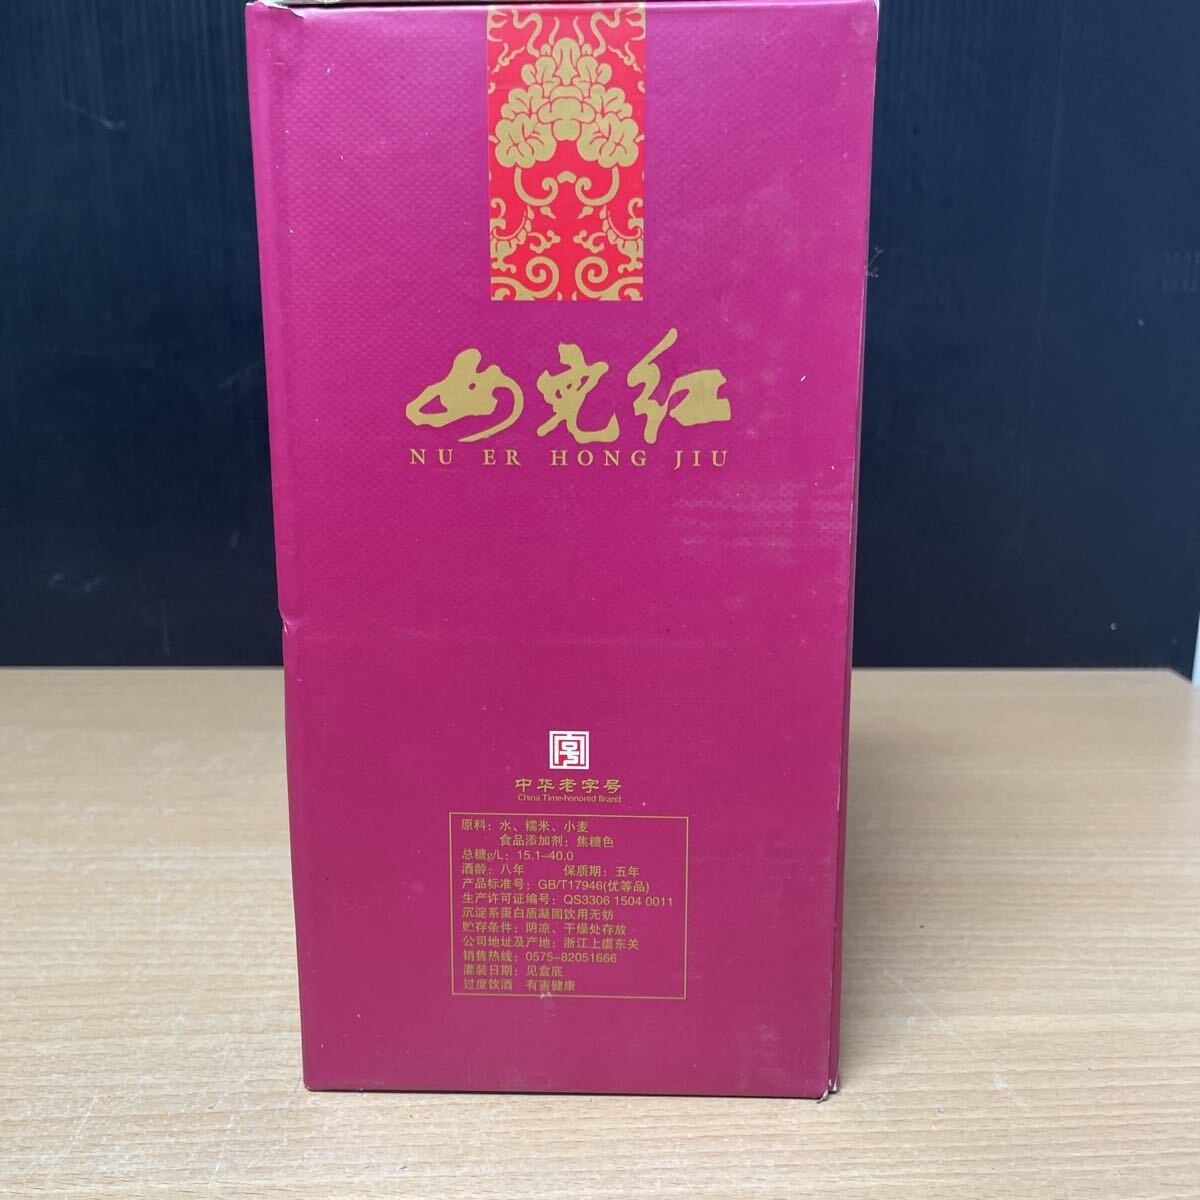 女児红
NU ER HONG JIU
中华老字号
China Time-honored Brand
原料：水、糯米、小麦
食品添加剂：焦糖色
总糖g/L：15.1-40.0
酒龄：八年　保质期：五年
产品标准号：GB/T17946(优等品)
生产许可证编号：QS3306 1504 0011
沉淀系蛋白质凝固饮用无妨
贮存条件：阴凉、干燥处存放
公司地址及产地：浙江上虞东关
销售热线：0575-82051666
灌装日期：见盒底
过度饮酒　有害健康